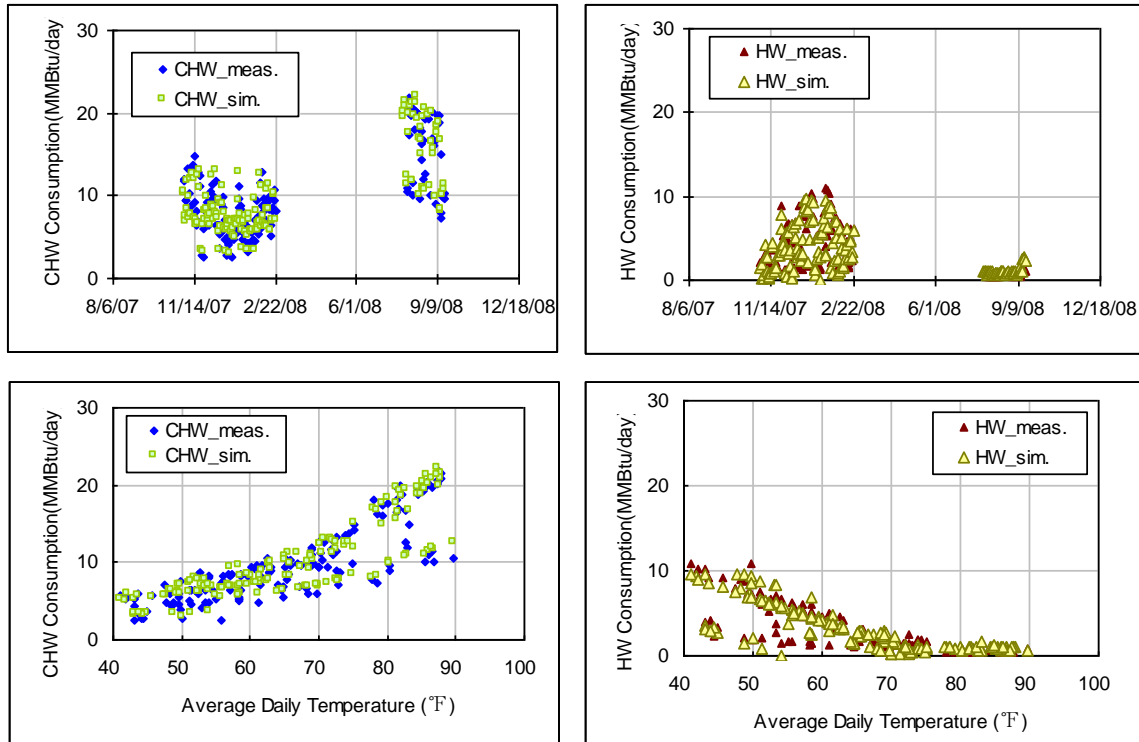 CHW Consumption(MMBtu/day
30
20
10
0
CHW_meas.
CHW_sim.
8/6/07 11/14/07 2/22/08 6/1/08 9/9/08 12/18/08
HW Consumption(MMBtu/day)
30
20
10
0
HW_meas.
HW_sim.
8/6/07 11/14/07 2/22/08 6/1/08 9/9/08 12/18/08
CHW Consumption(MMBtu/day
30
20
10
0
CHW_meas.
CHW_sim.
40 50 60 70 80 90 100
Average Daily Temperature (°F)
HW Consumption(MMBtu/day)
30
20
10
0
HW_meas.
HW_sim.
40 50 60 70 80 90 100
Average Daily Temperature (°F)